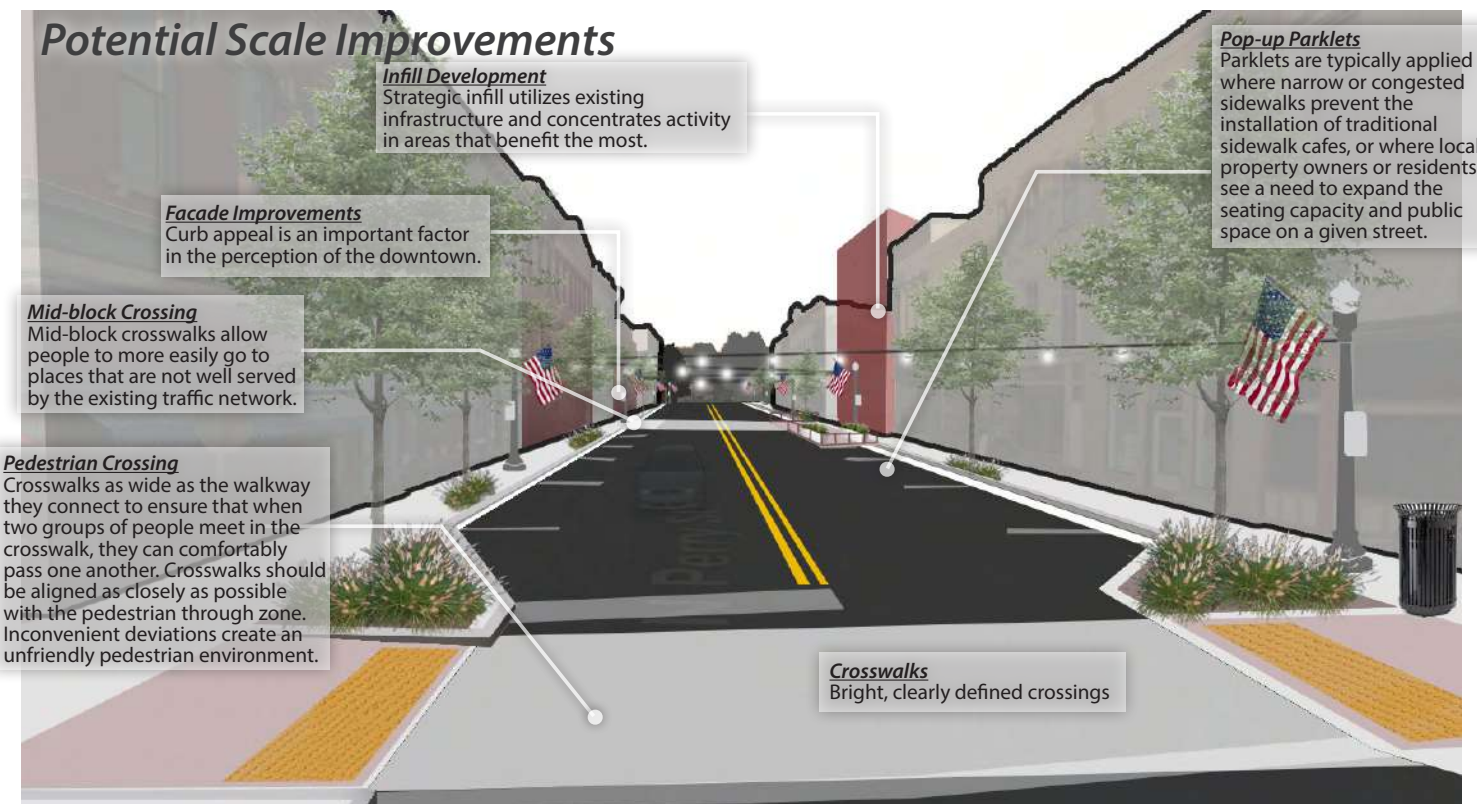 Potential Scale Improvements
Infill Development
Strategic infill utilizes existing
infrastructure and concentrates activity
in areas that benefit the most.
Pop-up Parklets
Parklets are typically applied
where narrow or congested
sidewalks prevent the
installation of traditional
sidewalk cafes, or where local
property owners or residents
see a need to expand the
seating capacity and public
space on a given street.
Facade Improvements
Curb appeal is an important factor
in the perception of the downtown.
Mid-block Crossing
Mid-block crosswalks allow
people to more easily go to
places that are not well served
by the existing traffic network.
Pedestrian Crossing
Crosswalks as wide as the walkway
they connect to ensure that when
two groups of people meet in the
crosswalk, they can comfortably
pass one another. Crosswalks should
be aligned as closely as possible
with the pedestrian through zone.
Inconvenient deviations create an
unfriendly pedestrian environment.
Crosswalks
Bright, clearly defined crossings